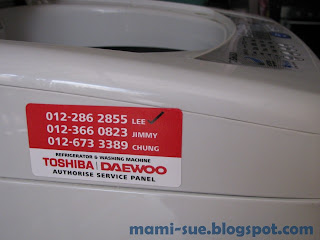 012-286 2855 LEE
012-366 0823 JIMMY
012-673 3389 CHUNG
REFRIGERATOR & WASHING MACHINE
TOSHIBA DAEWOO
AUTHORISE SERVICE PANEL
mami-sue.blogspot.com